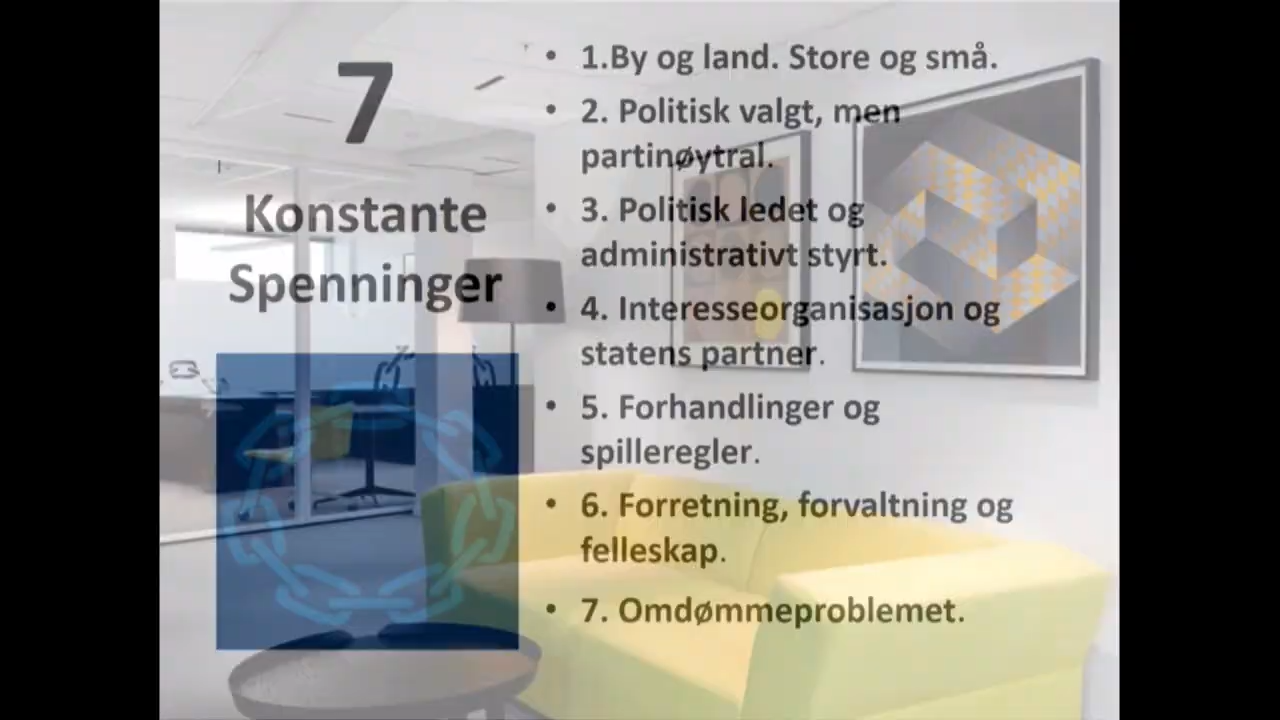 7
Konstante
Spenninger
• 1.By og land. Store og små.
• 2. Politisk valgt, men
partinøytral.
• 3. Politisk ledet og
administrativt styrt.
• 4. Interesseorganisasjon og
statens partner.
• 5. Forhandlinger og
spilleregler.
• 6. Forretning, forvaltning og
felleskap.
• 7. Omdømmeproblemet.